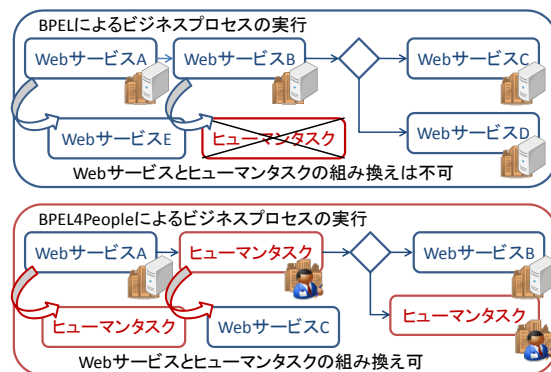 BPELによるビジネスプロセスの実行
WebサービスA
WebサービスB
WebサービスC
WebサービスD
WebサービスE
ヒューマンタスク
Webサービスとヒューマンタスクの組み換えは不可
BPEL4Peopleによるビジネスプロセスの実行
WebサービスA
ヒューマンタスク
WebサービスB
ヒューマンタスク
WebサービスC
ヒューマンタスク
Webサービスとヒューマンタスクの組み換え可